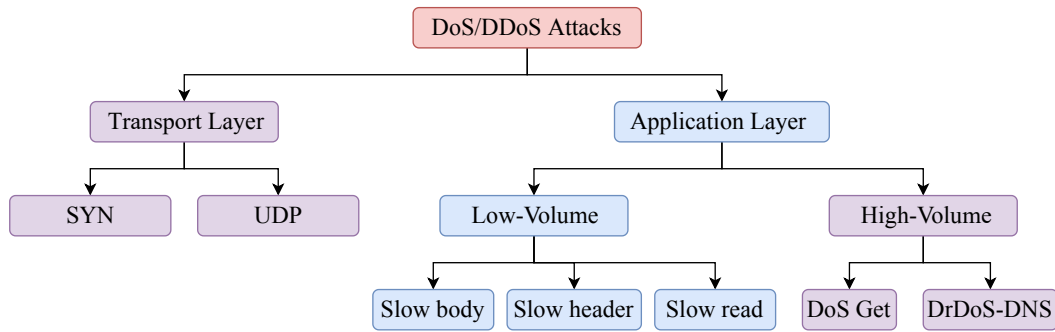 DoS/DDoS Attacks
Transport Layer
Application Layer
SYN
UDP
Low-Volume
High-Volume
Slow body
Slow header
Slow read
DoS Get
DrDoS-DNS